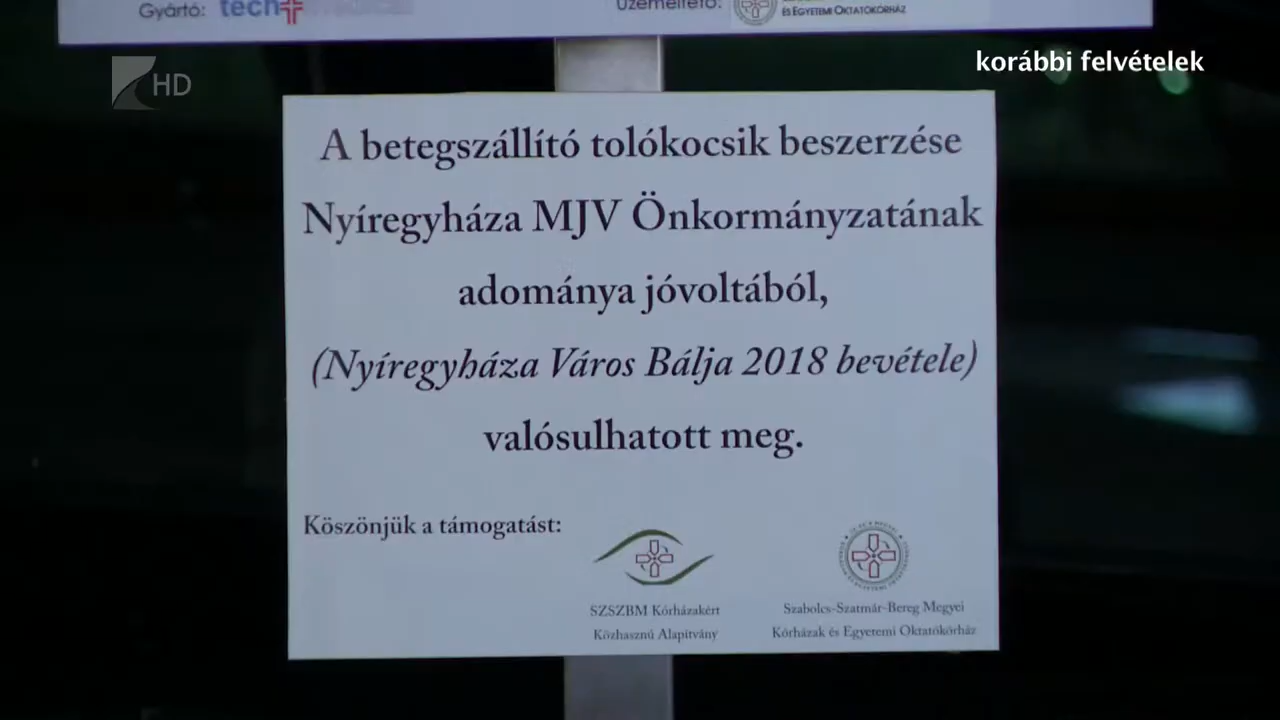 Gyártó: tech
Üzemeltető:
és Egyetemi Oktatókórház
korábbi felvételek
HD
A betegszállító tolókocsik beszerzése
Nyíregyháza MJV Önkormányzatának
adománya jóvoltából,
(Nyíregyháza Város Bálja 2018 bevétele)
valósulhatott meg.
Köszönjük a támogatást:
SZSZBM Kórházakért
Közhasznú Alapítvány
Szabolcs-Szatmár-Bereg Megyei
Kórházak és Egyetemi Oktatókórház